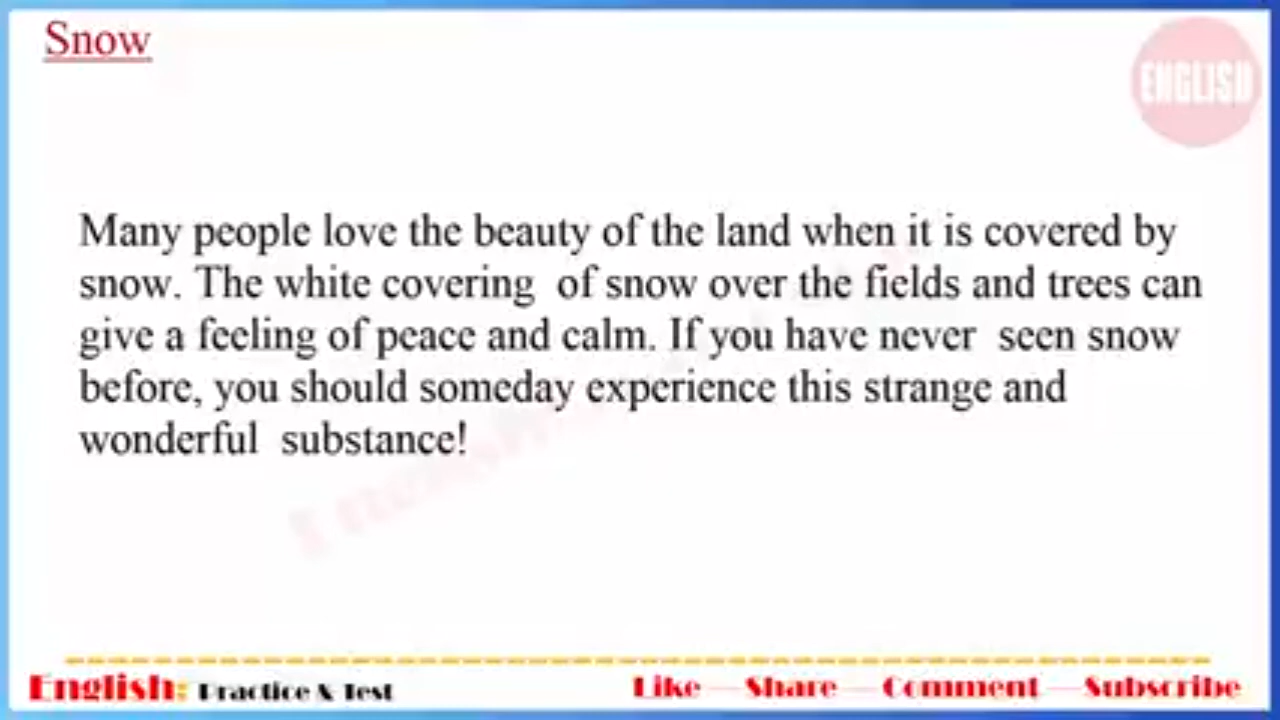 Snow
ENGLISH
Many people love the beauty of the land when it is covered by
snow. The white covering of snow over the fields and trees can
give a feeling of peace and calm. If you have never seen snow
before, you should someday experience this strange and
wonderful substance!
English: Practice & Test
Like — Share — Comment — Subscribe